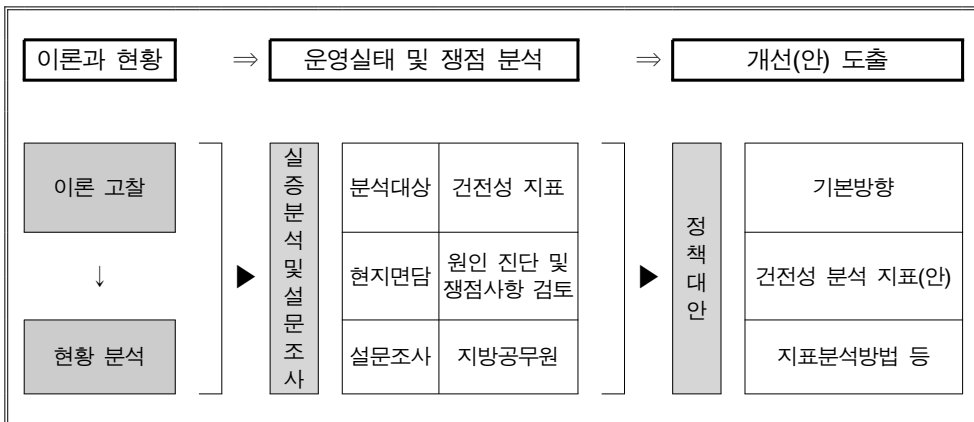 이론과 현황 ⇒ 운영실태 및 쟁점 분석 ⇒ 개선(안) 도출
이론 고찰
↓
현황 분석
▶
실증분석및설문조사
분석대상 건전성 지표
현지면담 원인 진단 및
쟁점사항 검토
설문조사 지방공무원
▶
정책대안
기본방향
건전성 분석 지표(안)
지표분석방법 등